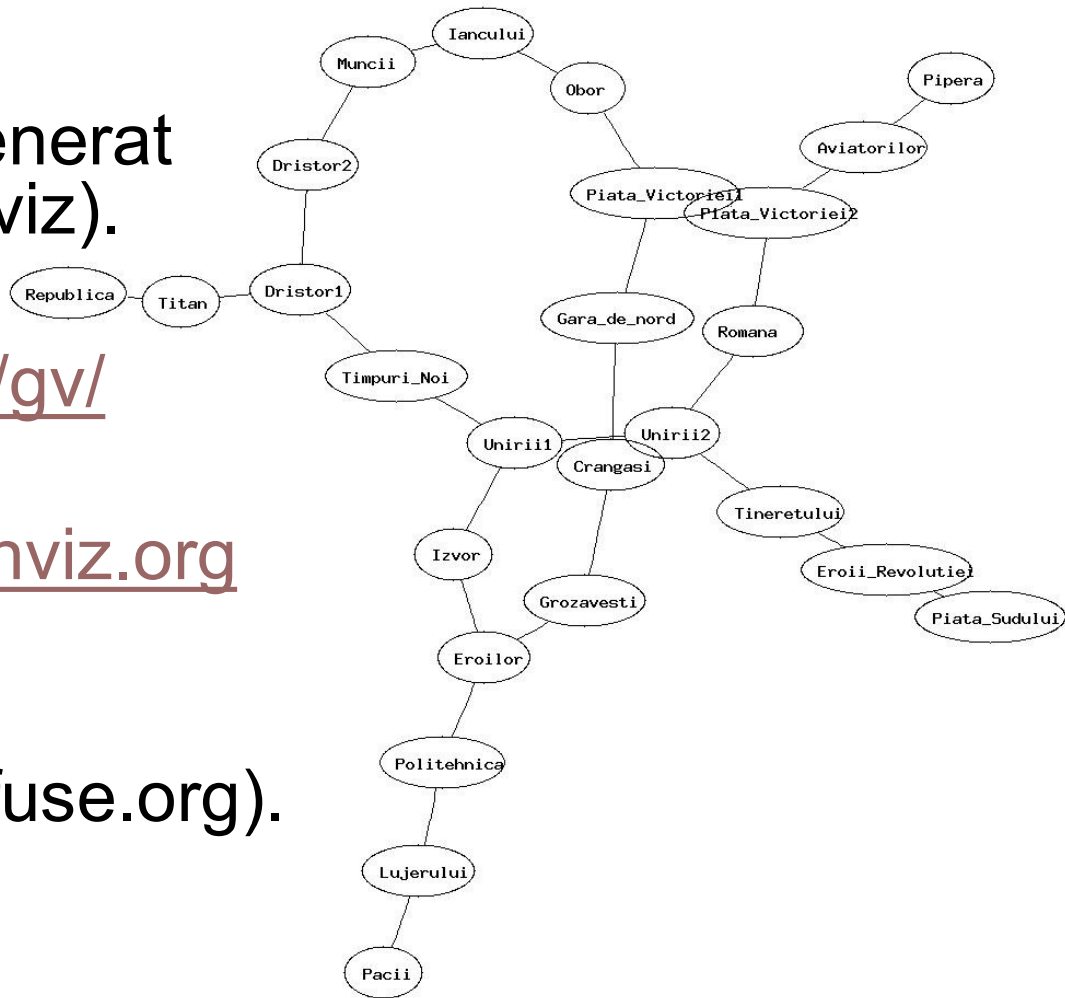 Iancului
Muncii
Obor
Pipera
enerat
Aviatorilor
Dristor2
Piata_Victoriei1
Piata_Victoriei2
viz).
Republica
Titan
Dristor1
Gara_de_nord
Romana
/gv/
Timpuri_Noi
Unirii1
Unirii2
Crangasi
Tineretului
nviz.org
Izvor
Eroii_Revolutiei
Grozavesti
Piata_Sudului
Eroilor
Politehnica
fuse.org).
Lujerului
Pacii